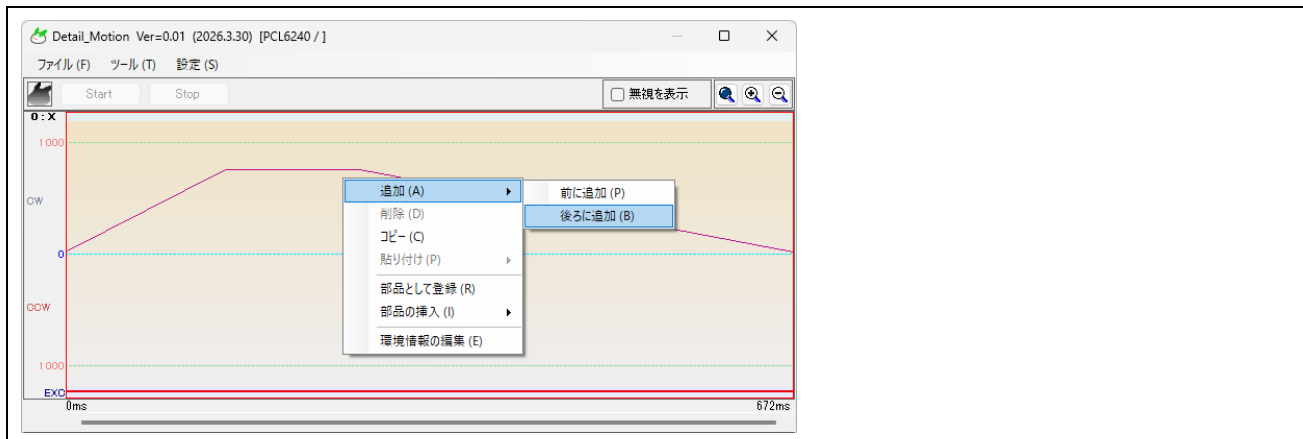 Detail_Motion Ver=0.01 (2026.3.30) [PCL6240 / ]
ファイル (F) ツール (T) 設定 (S)
Start Stop 無視を表示
0 : X
1000
CW
0
CCW
1000
EXC
0ms 672ms
追加 (A)
削除 (D)
コピー (C)
貼り付け (P)
部品として登録 (R)
部品の挿入 (I)
環境情報の編集 (E)
前に追加 (P)
後ろに追加 (B)